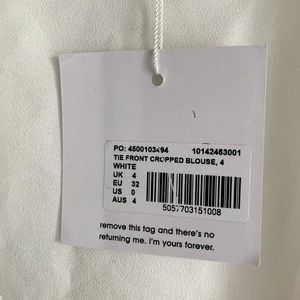 PO: 4500103494 10142463001
TIE FRONT CROPPED BLOUSE, 4
WHITE
UK 4
EU 32
US 0
AUS 4
5057703151008
remove this tag and there's no
returning me. I'm yours forever.